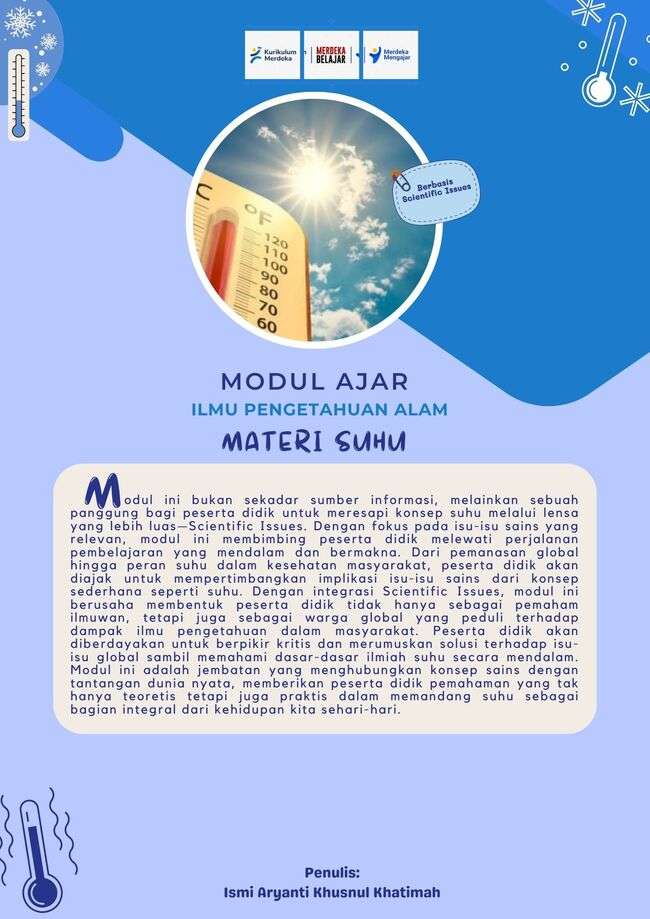 Kurikulum
Merdeka
MERDEKA
BELAJAR
Merdeka
Mengajar
Berbasis
Scientific Issues
C
°F
120
110
100
90
80
70
60
MODUL AJAR
ILMU PENGETAHUAN ALAM
MATERI SUHU
Modul ini bukan sekadar sumber informasi, melainkan sebuah
panggung bagi peserta didik untuk meresapi konsep suhu melalui lensa
yang lebih luas—Scientific Issues. Dengan fokus pada isu-isu sains yang
relevan, modul ini membimbing peserta didik melewati perjalanan
pembelajaran yang mendalam dan bermakna. Dari pemanasan global
hingga peran suhu dalam kesehatan masyarakat, peserta didik akan
diajak untuk mempertimbangkan implikasi isu-isu sains dari konsep
sederhana seperti suhu. Dengan integrasi Scientific Issues, modul ini
berusaha membentuk peserta didik tidak hanya sebagai pemaham
ilmuwan, tetapi juga sebagai warga global yang peduli terhadap
dampak ilmu pengetahuan dalam masyarakat. Peserta didik akan
diberdayakan untuk berpikir kritis dan merumuskan solusi terhadap isu-
isu global sambil memahami dasar-dasar ilmiah suhu secara mendalam.
Modul ini adalah jembatan yang menghubungkan konsep sains dengan
tantangan dunia nyata, memberikan peserta didik pemahaman yang tak
hanya teoretis tetapi juga praktis dalam memandang suhu sebagai
bagian integral dari kehidupan kita sehari-hari.
Penulis:
Ismi Aryanti Khusnul Khatimah